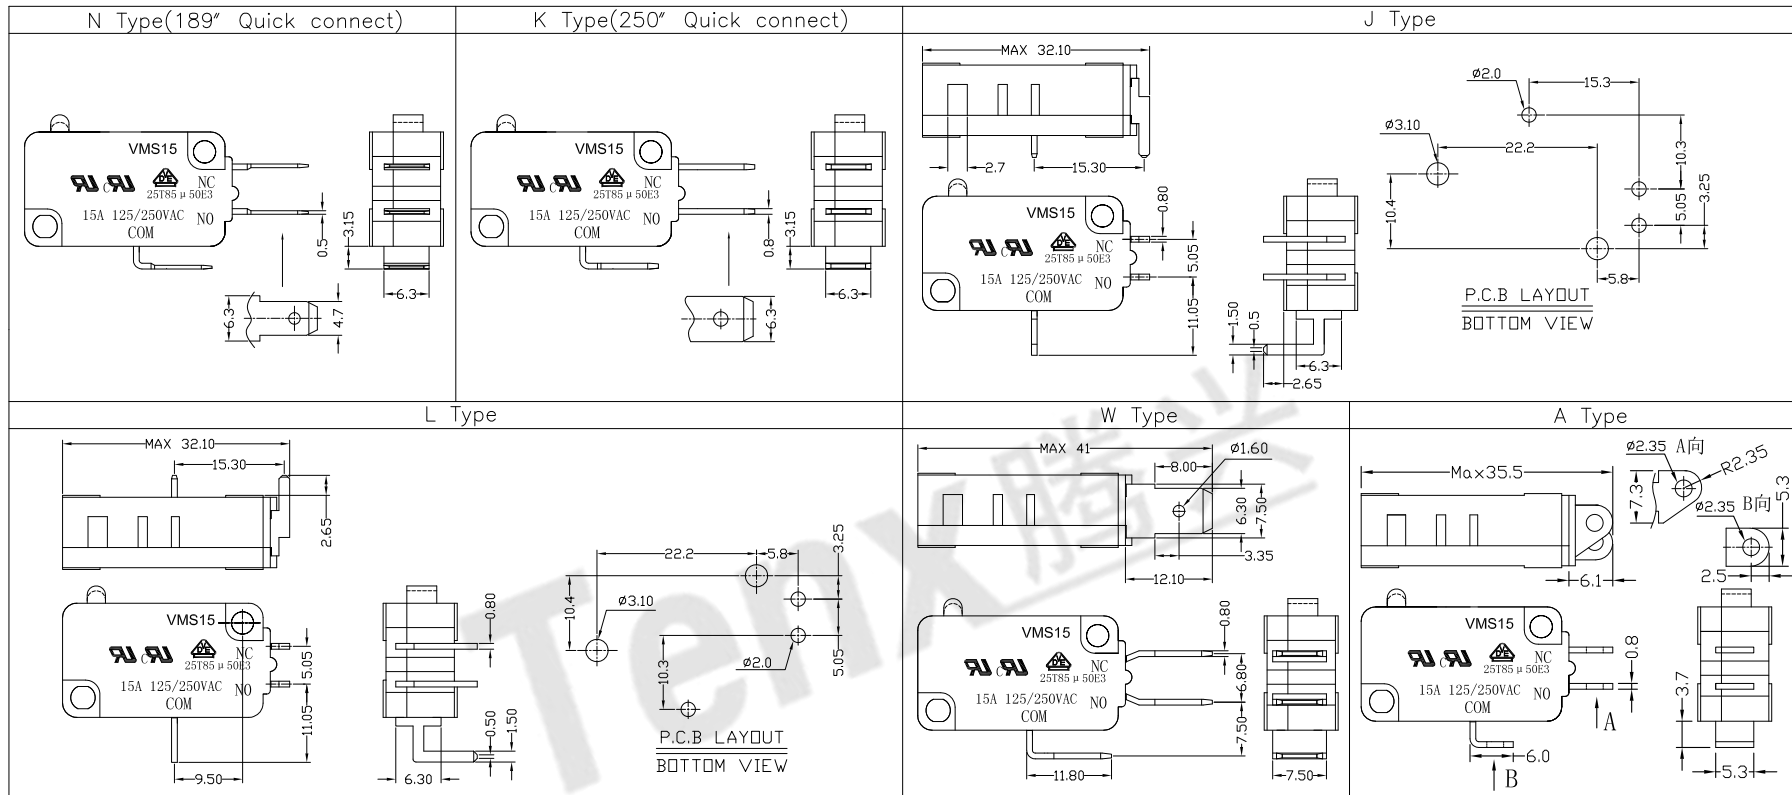 N Type(189″ Quick connect)
VMS15
NC
25T85 μ 50E3
15A 125/250VAC
NO
COM
0.5
3.15
6.3
6.3
4.7
K Type(250″ Quick connect)
VMS15
NC
25T85 μ 50E3
15A 125/250VAC
NO
COM
0.8
3.15
6.3
6.3
J Type
MAX 32.10
2.7
15.30
VMS15
NC
25T85 μ 50E3
15A 125/250VAC
NO
COM
0.80
5.05
11.05
1.50
0.5
6.3
2.65
ø2.0
15.3
ø3.10
22.2
10.3
10.4
5.05
3.25
5.8
P.C.B LAYOUT
BOTTOM VIEW
L Type
MAX 32.10
15.30
2.65
VMS15
NC
25T85 μ 50E3
15A 125/250VAC
NO
COM
5.05
11.05
9.50
0.80
0.50
1.50
6.30
22.2
5.8
3.25
10.4
ø3.10
5.05
10.3
ø2.0
P.C.B LAYOUT
BOTTOM VIEW
W Type
MAX 41
ø1.60
8.00
6.30
7.50
3.35
12.10
VMS15
NC
25T85 μ 50E3
15A 125/250VAC
NO
COM
0.80
6.80
7.50
11.80
7.50
A Type
Max35.5
ø2.35
A向
R2.35
7.3
ø2.35
B向
5.3
2.5
6.1
VMS15
NC
25T85 μ 50E3
15A 125/250VAC
NO
COM
0.8
A
6.0
B
3.7
5.3
Tenx腾兴